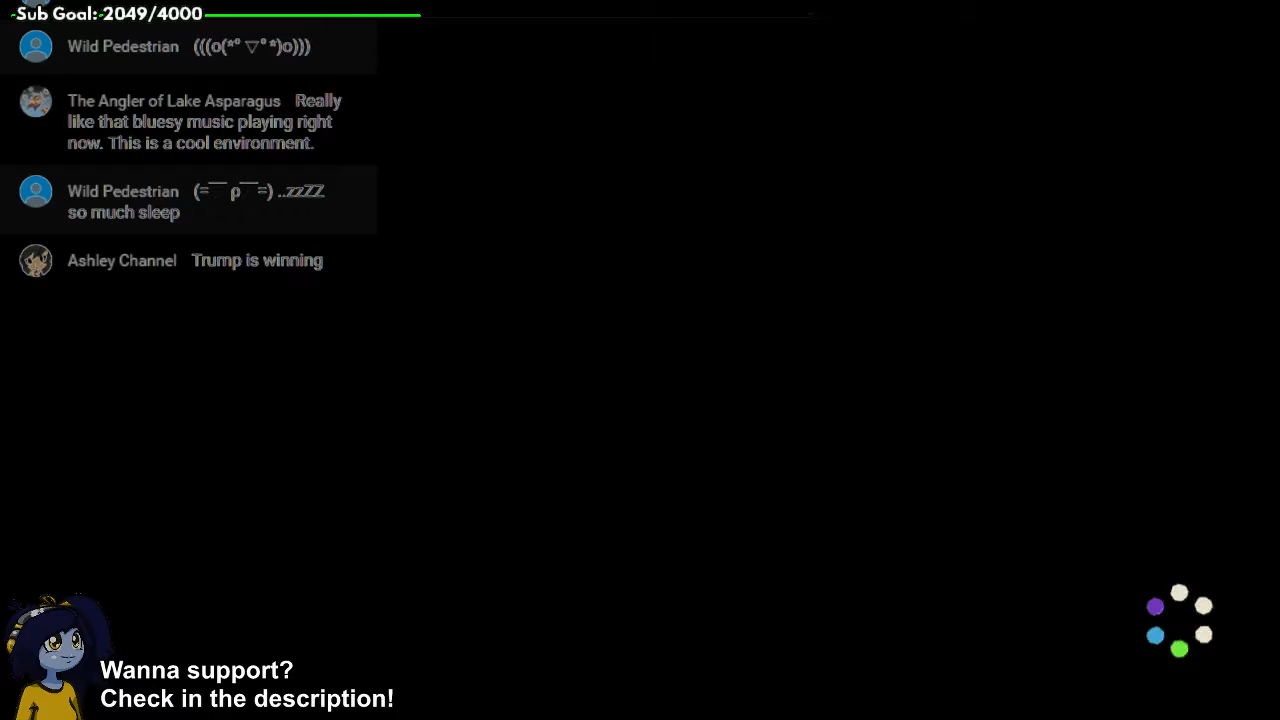 Sub Goal: 2049/4000
Wild Pedestrian (((o(*°▽°*)o)))
The Angler of Lake Asparagus Really
like that bluesy music playing right
now. This is a cool environment.
Wild Pedestrian (=￣ ρ￣=) ..zzZZ
so much sleep
Ashley Channel Trump is winning
Wanna support?
Check in the description!